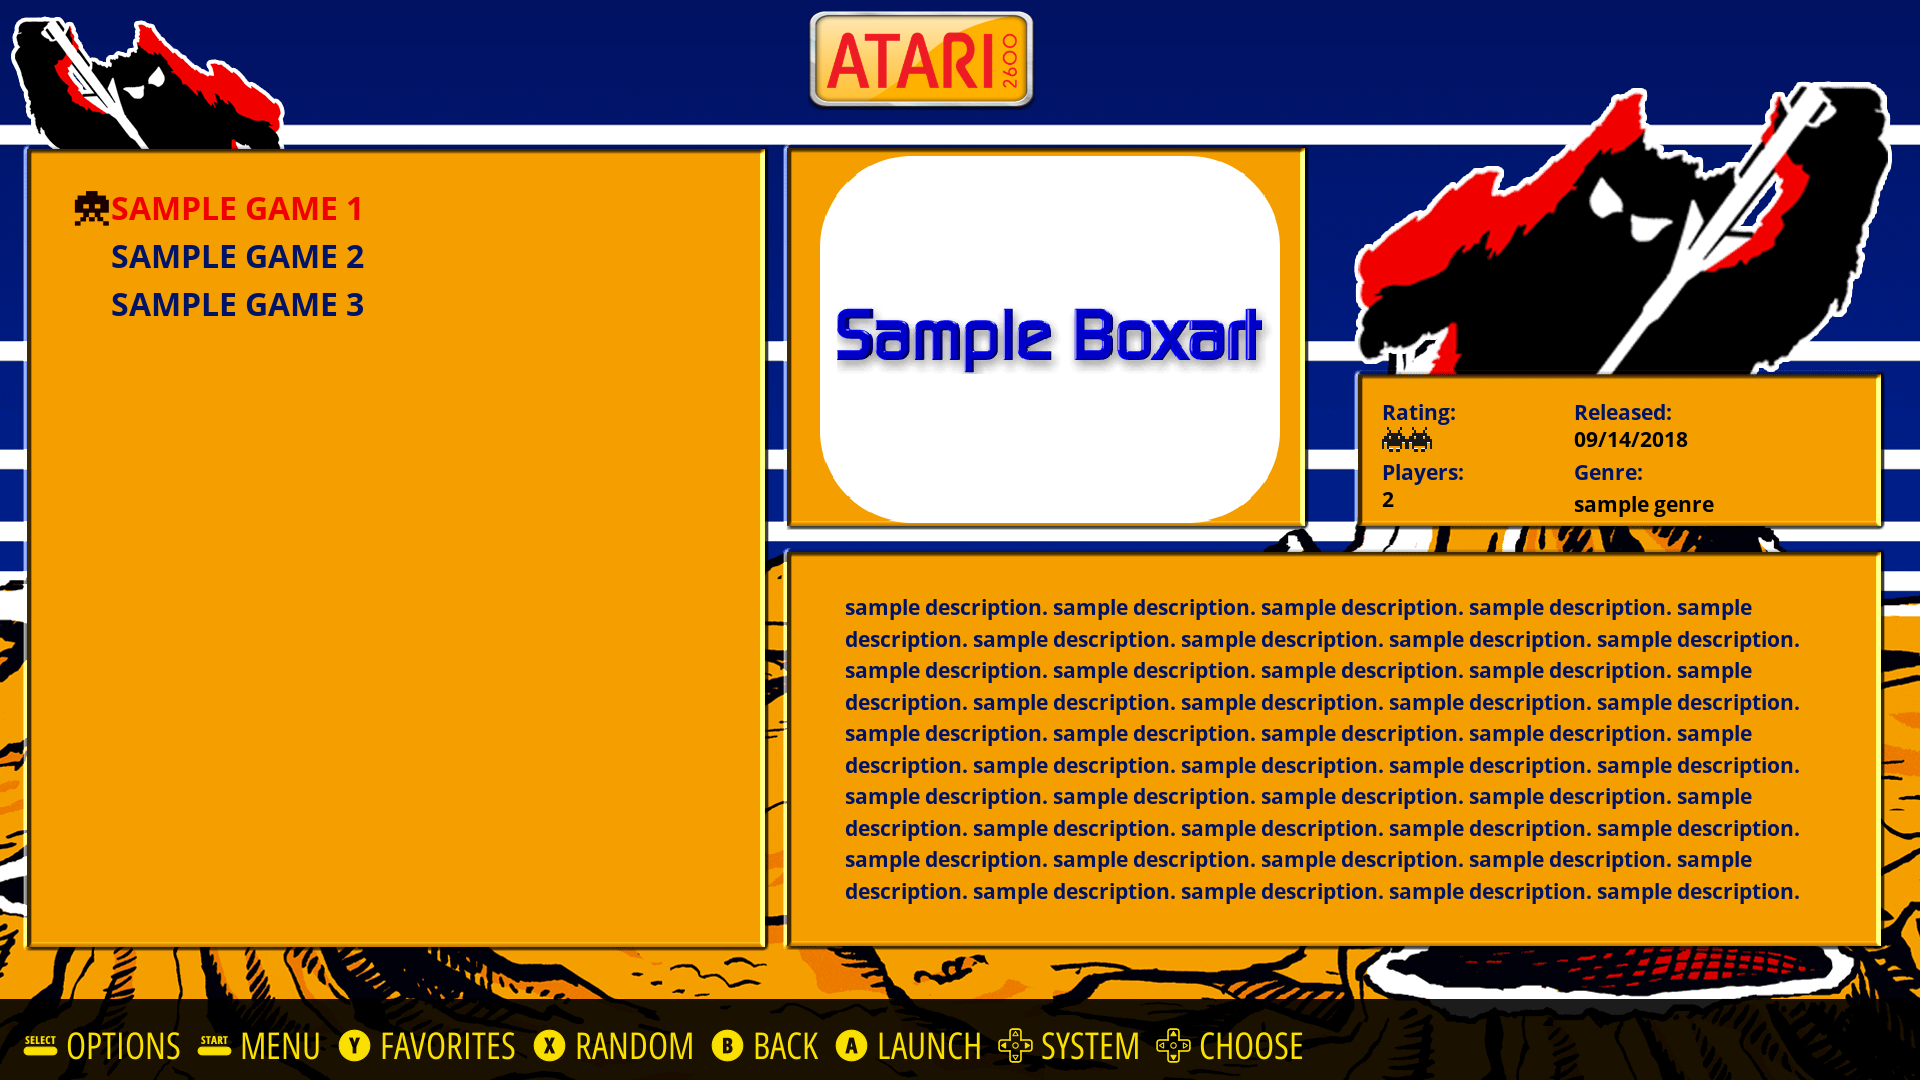 ATARI 2600
SAMPLE GAME 1
SAMPLE GAME 2
SAMPLE GAME 3
Sample Boxart
Rating:
Released:
09/14/2018
Players:
Genre:
2
sample genre
sample description. sample description. sample description. sample description. sample
description. sample description. sample description. sample description. sample description.
sample description. sample description. sample description. sample description. sample
description. sample description. sample description. sample description. sample description.
sample description. sample description. sample description. sample description. sample
description. sample description. sample description. sample description. sample description.
sample description. sample description. sample description. sample description. sample
description. sample description. sample description. sample description. sample description.
sample description. sample description. sample description. sample description. sample
description. sample description. sample description. sample description. sample description.
SELECT OPTIONS START MENU Y FAVORITES X RANDOM B BACK A LAUNCH SYSTEM CHOOSE